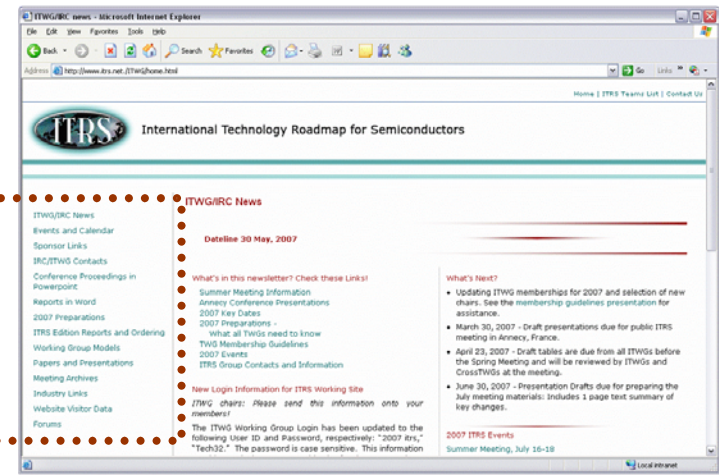 ITWG/IRC news - Microsoft Internet Explorer
File Edit View Favorites Tools Help
Back Search Favorites
Address http://www.itrs.net./ITWG/home.html Go Links
Home | ITRS Teams List | Contact Us
ITRS International Technology Roadmap for Semiconductors
ITWG/IRC News
Events and Calendar
Sponsor Links
IRC/ITWG Contacts
Conference Proceedings in
Powerpoint
Reports in Word
2007 Preparations
ITRS Edition Reports and Ordering
Working Group Models
Papers and Presentations
Meeting Archives
Industry Links
Website Visitor Data
Forums
ITWG/IRC News
Dateline 30 May, 2007
What's in this newsletter? Check these Links!
Summer Meeting Information
Annecy Conference Presentations
2007 Key Dates
2007 Preparations -
What all TWGs need to know
TWG Membership Guidelines
2007 Events
ITRS Group Contacts and Information
New Login Information for ITRS Working Site
ITWG chairs: Please send this information onto your
members!
The ITWG Working Group Login has been updated to the
following User ID and Password, respectively: "2007 itrs,"
"Tech32." The password is case sensitive. This information
What's Next?
• Updating ITWG memberships for 2007 and selection of new
chairs. See the membership guidelines presentation for
assistance.
• March 30, 2007 - Draft presentations due for public ITRS
meeting in Annecy, France.
• April 23, 2007 - Draft tables are due from all ITWGs before
the Spring Meeting and will be reviewed by ITWGs and
CrossTWGs at the meeting.
• June 30, 2007 - Presentation Drafts due for preparing the
July meeting materials: Includes 1 page text summary of
key changes.
2007 ITRS Events
Summer Meeting, July 16-18
Local intranet